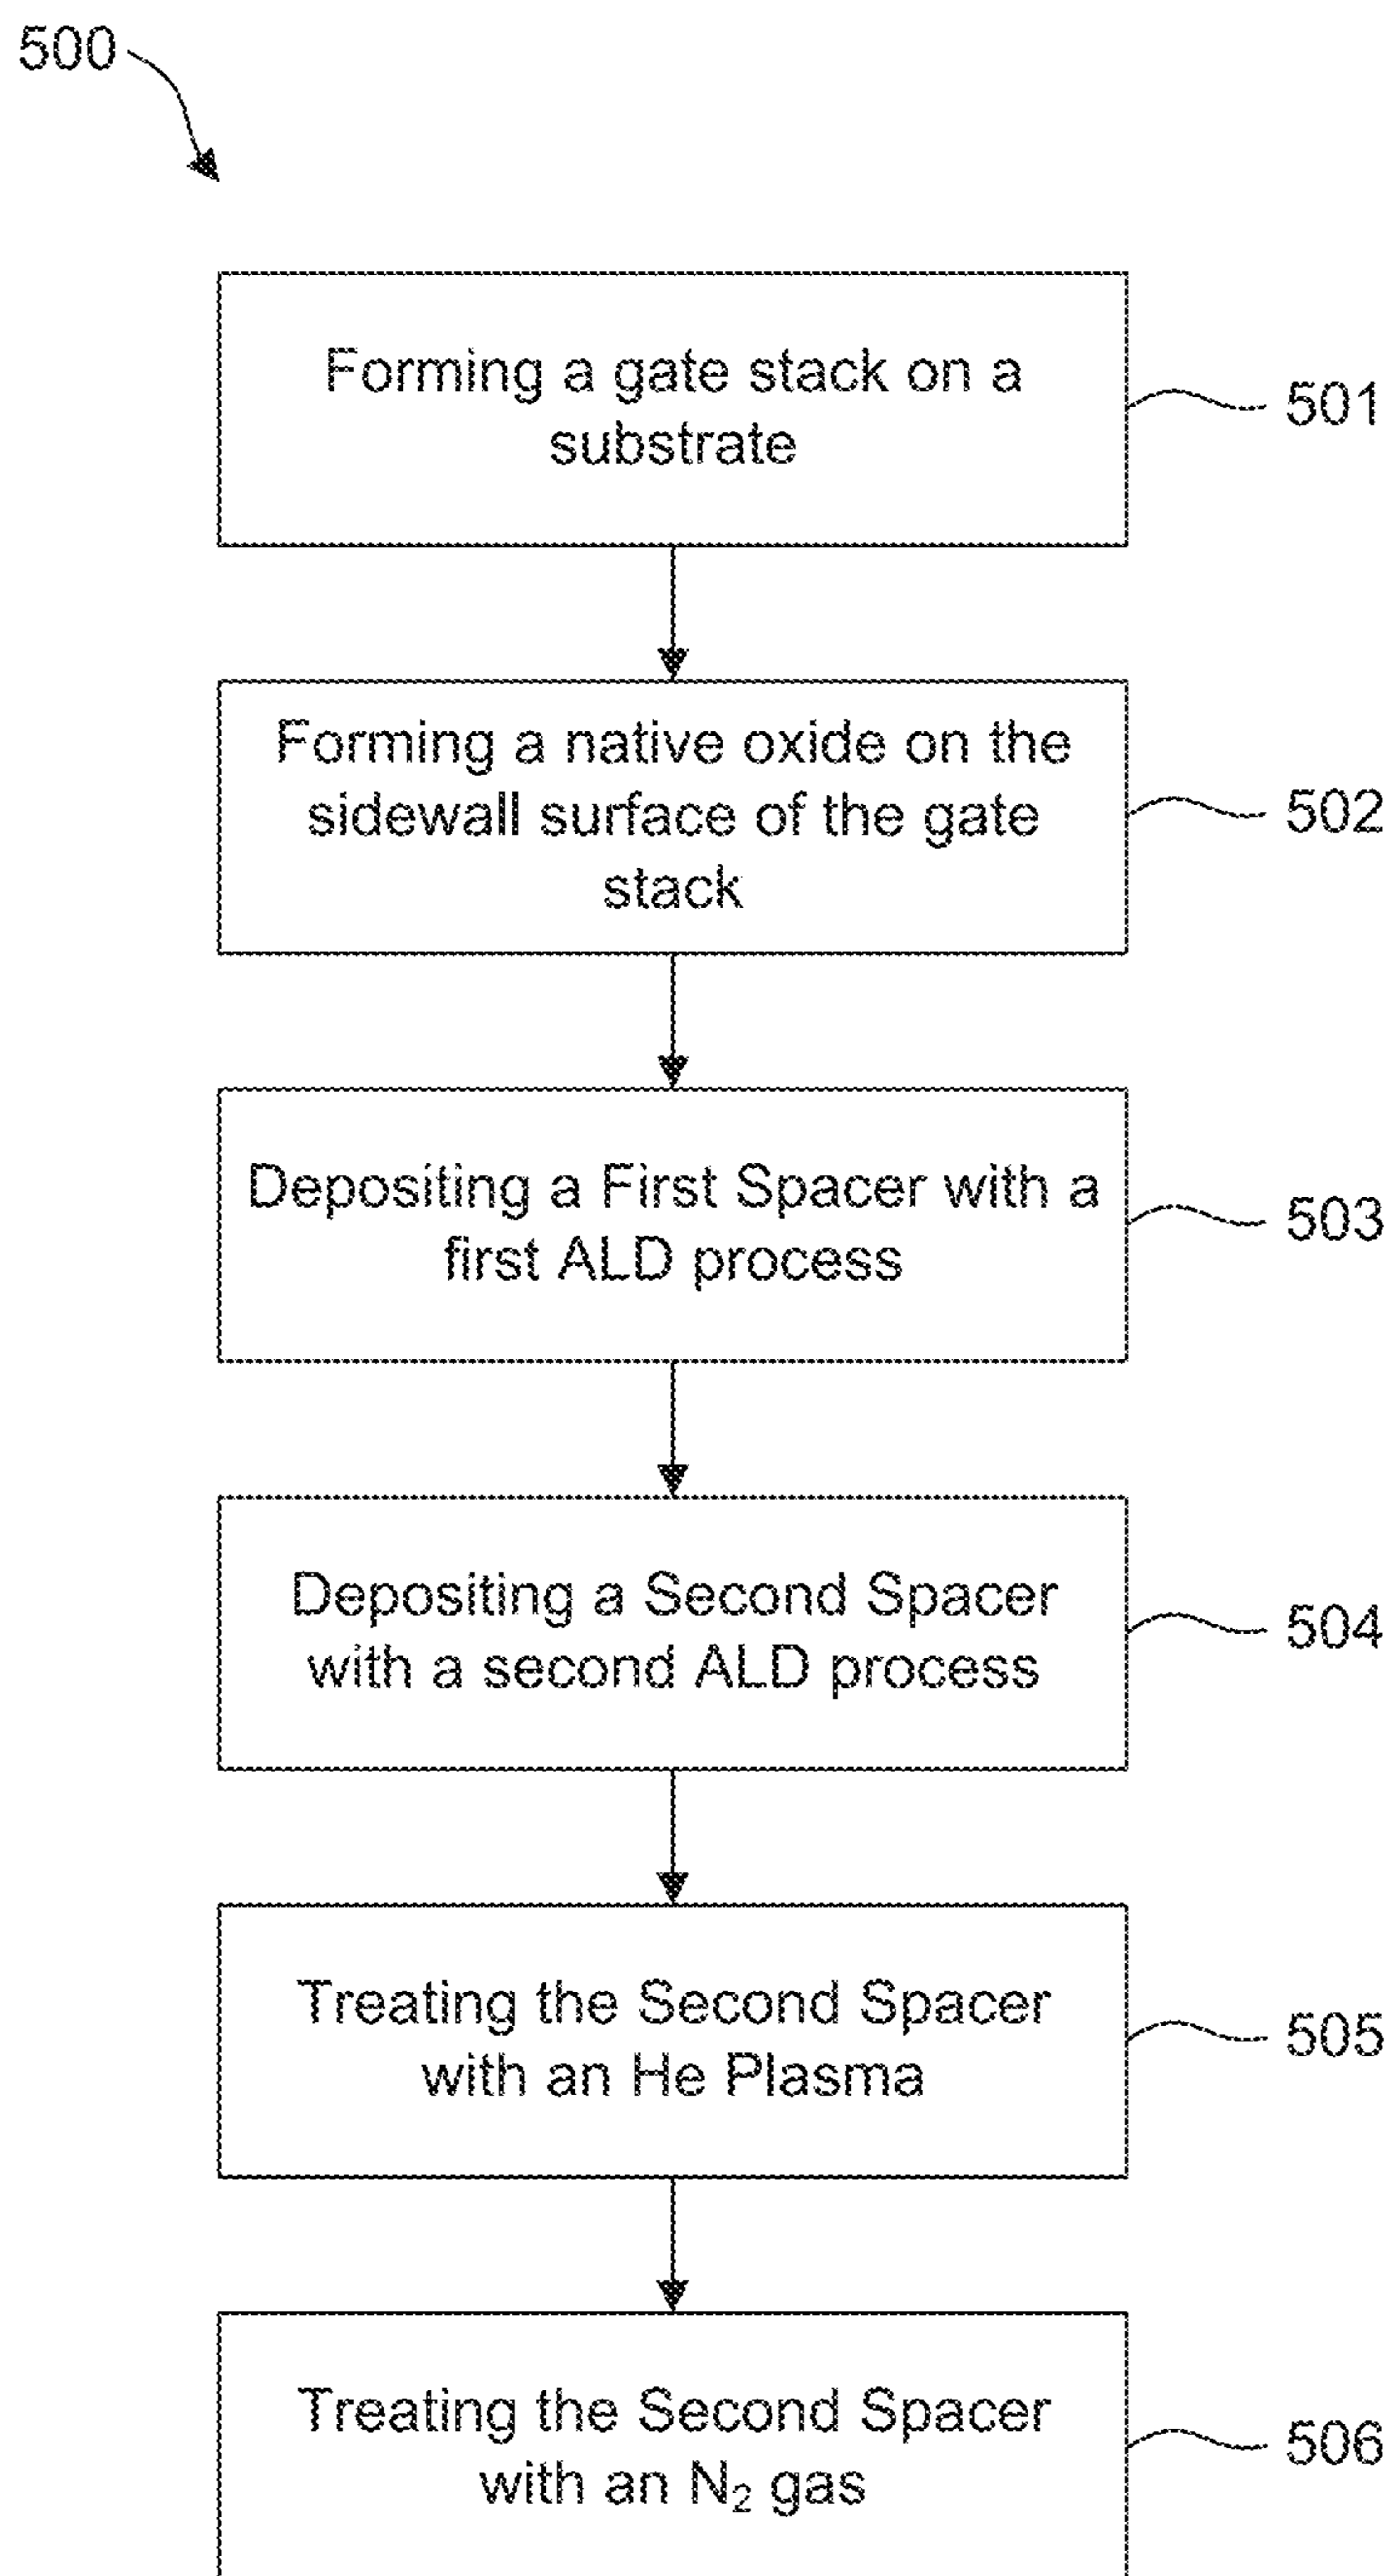 500
Forming a gate stack on a
substrate
501
Forming a native oxide on the
sidewall surface of the gate
stack
502
Depositing a First Spacer with a
first ALD process
503
Depositing a Second Spacer
with a second ALD process
504
Treating the Second Spacer
with an He Plasma
505
Treating the Second Spacer
with an N₂ gas
506